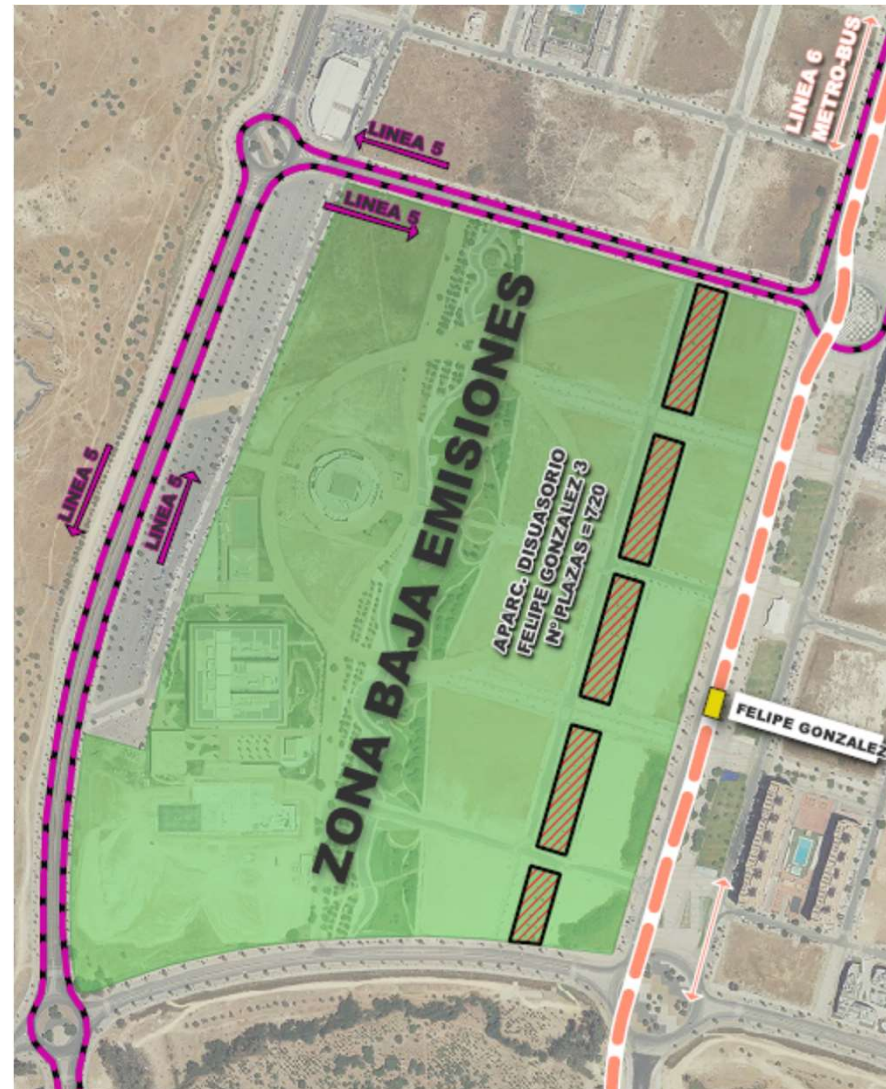 LINEA 6
METRO-BUS
LINEA 5
LINEA 5
ZONA BAJA EMISIONES
APARC. DISUASORIO
FELIPE GONZALEZ 3
Nº PLAZAS = 720
LINEA 5
LINEA 5
FELIPE GONZALEZ